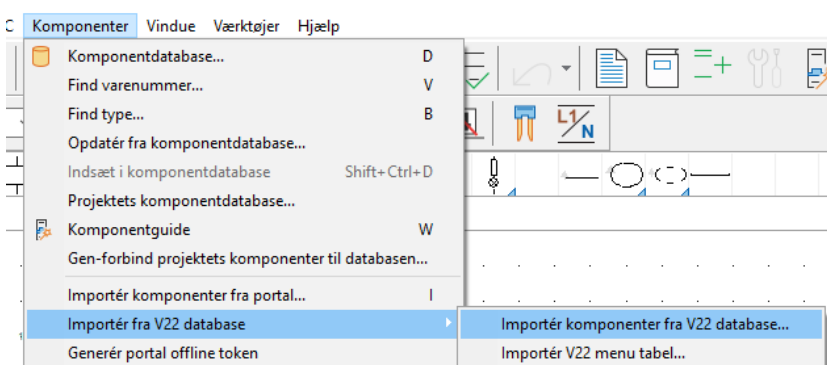 C Komponenter Vindue Værktøjer Hjælp
Komponentdatabase... D
Find varenummer... V
Find type... B
Opdatér fra komponentdatabase...
Indsæt i komponentdatabase Shift+Ctrl+D
Projektets komponentdatabase...
Komponentguide W
Gen-forbind projektets komponenter til databasen...
Importér komponenter fra portal... I
Importér fra V22 database
Importér komponenter fra V22 database...
Generér portal offline token
Importér V22 menu tabel...
L1/N